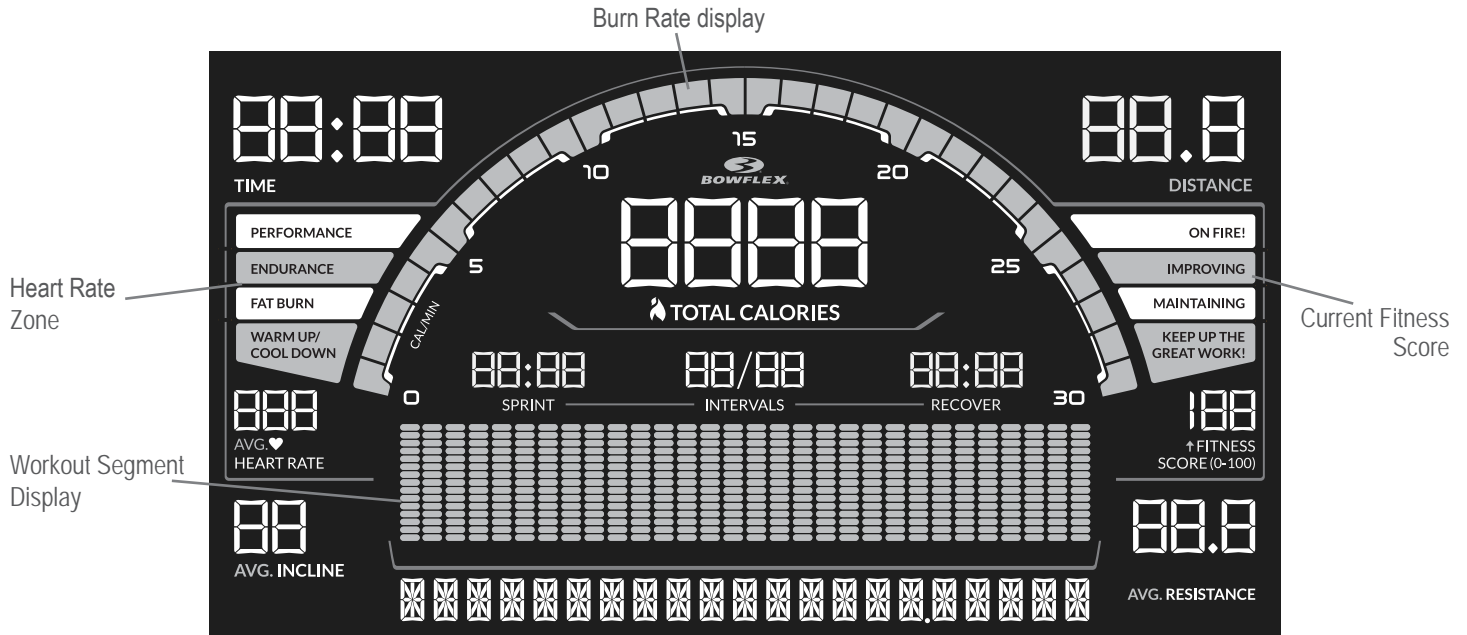 Burn Rate display
88:88
TIME
88.8
DISTANCE
15
10
20
BOWFLEX
5
25
8888
TOTAL CALORIES
CAL/MIN
PERFORMANCE
ENDURANCE
FAT BURN
WARM UP/
COOL DOWN
Heart Rate
Zone
ON FIRE!
IMPROVING
MAINTAINING
KEEP UP THE
GREAT WORK!
Current Fitness
Score
88:88
88/88
88:88
SPRINT
INTERVALS
RECOVER
0
30
888
AVG.
HEART RATE
188
↑FITNESS
SCORE (0-100)
Workout Segment
Display
88
AVG. INCLINE
88.8
AVG. RESISTANCE